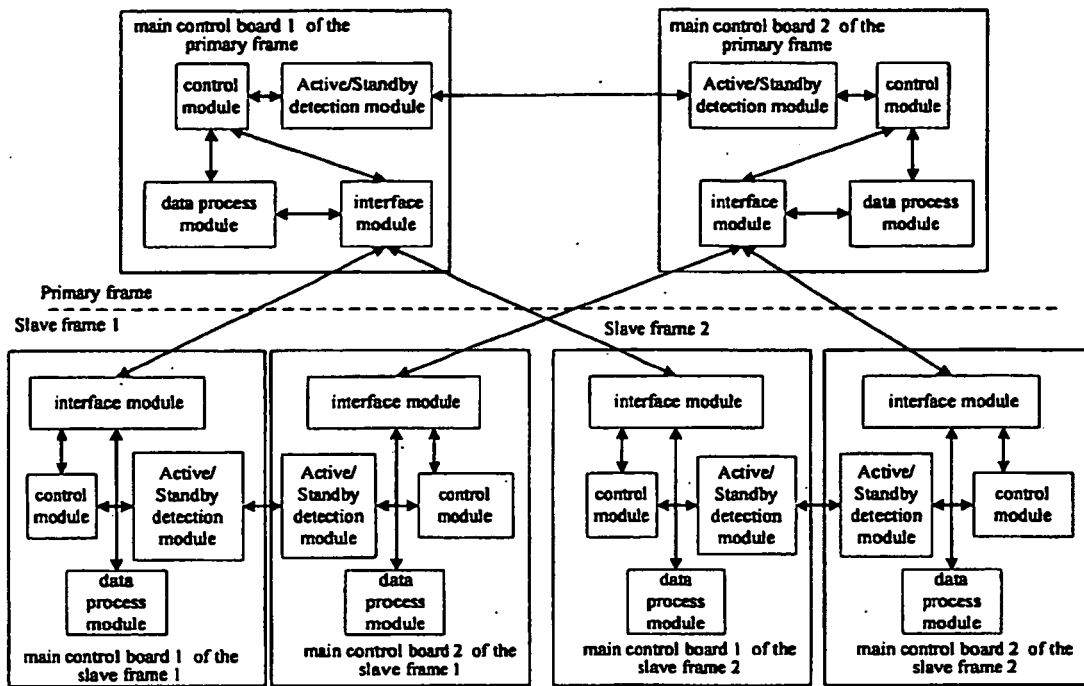 main control board 1 of the
primary frame
control
module
Active/Standby
detection module
data process
module
interface
module
main control board 2 of the
primary frame
Active/Standby
detection module
control
module
interface
module
data process
module
Primary frame
Slave frame 1
Slave frame 2
interface module
control
module
Active/
Standby
detection
module
data
process
module
main control board 1 of the
slave frame 1
interface module
Active/
Standby
detection
module
control
module
data
process
module
main control board 2 of the
slave frame 1
interface module
control
module
Active/
Standby
detection
module
data
process
module
main control board 1 of the
slave frame 2
interface module
Active/
Standby
detection
module
control
module
data
process
module
main control board 2 of the
slave frame 2